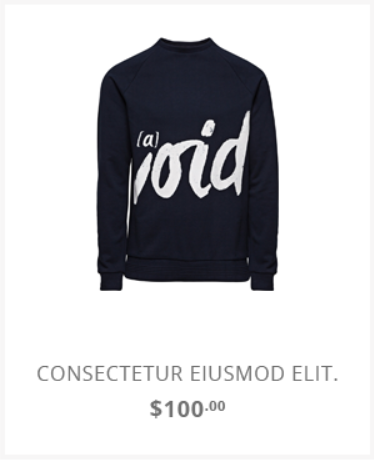 (a)
void
CONSECTETUR EIUSMOD ELIT.
$100.00